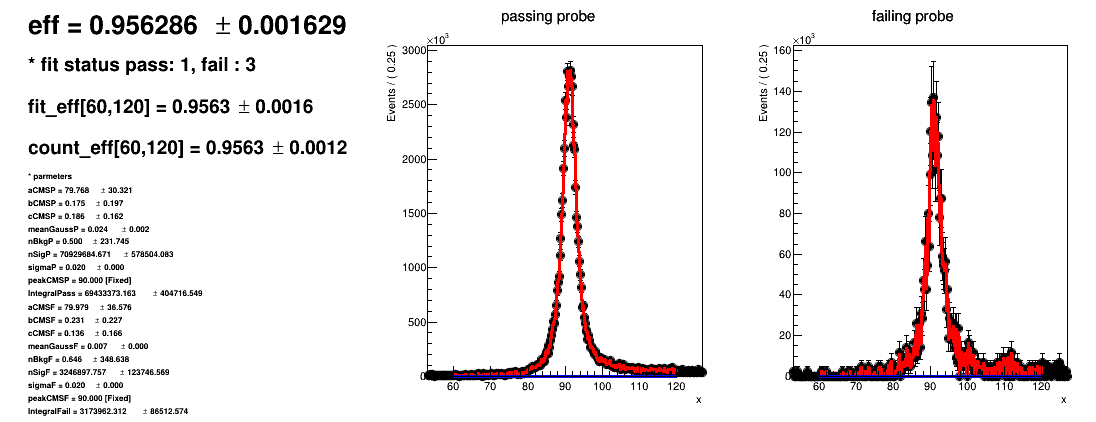 eff = 0.956286 ± 0.001629
* fit status pass: 1, fail : 3
fit_eff[60,120] = 0.9563 ± 0.0016
count_eff[60,120] = 0.9563 ± 0.0012
* parmeters
aCMSP = 79.768 ± 30.321
bCMSP = 0.175 ± 0.197
cCMSP = 0.186 ± 0.162
meanGaussP = 0.024 ± 0.002
nBkgP = 0.500 ± 231.745
nSigP = 70929684.671 ± 578504.083
sigmaP = 0.020 ± 0.000
peakCMSP = 90.000 [Fixed]
IntegralPass = 69433373.163 ± 404716.549
aCMSF = 79.979 ± 36.576
bCMSF = 0.231 ± 0.227
cCMSF = 0.136 ± 0.166
meanGaussF = 0.007 ± 0.000
nBkgF = 0.646 ± 348.638
nSigF = 3246897.757 ± 123746.569
sigmaF = 0.020 ± 0.000
peakCMSF = 90.000 [Fixed]
IntegralFail = 3173962.312 ± 86512.574
passing probe
×10³
Events / ( 0.25 )
3000
2500
2000
1500
1000
500
0
60 70 80 90 100 110 120
x
failing probe
×10³
Events / ( 0.25 )
160
140
120
100
80
60
40
20
0
60 70 80 90 100 110 120
x